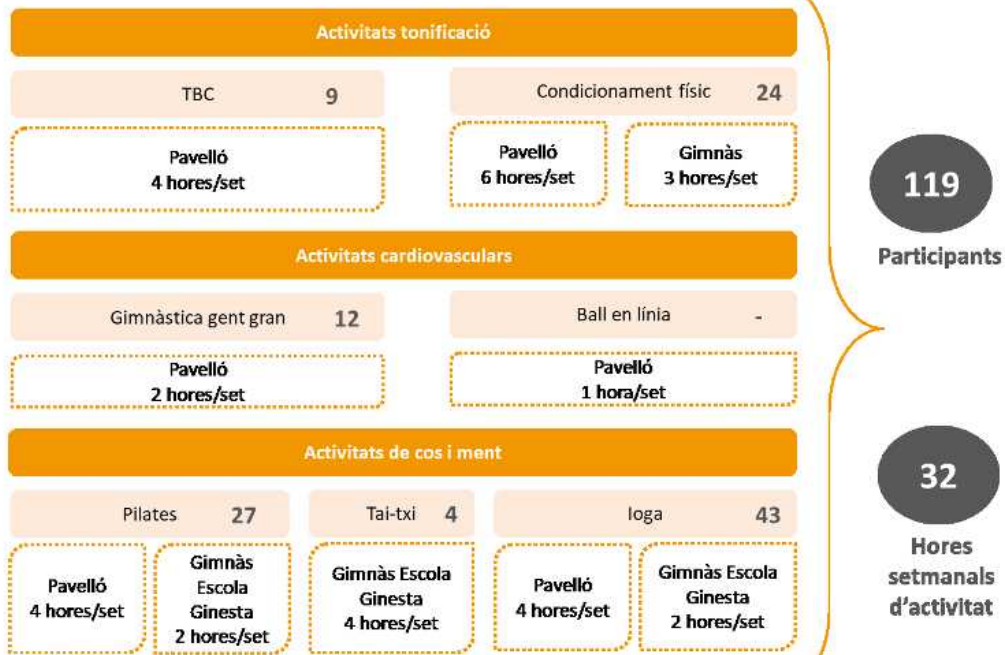 Activitats tonificació
TBC 9
Condicionament físic 24
Pavelló
4 hores/set
Pavelló
6 hores/set
Gimnàs
3 hores/set
119
Participants
Activitats cardiovasculars
Gimnàstica gent gran 12
Ball en línia -
Pavelló
2 hores/set
Pavelló
1 hora/set
Activitats de cos i ment
Pilates 27
Tai-txi 4
Ioga 43
Pavelló
4 hores/set
Gimnàs
Escola
Ginesta
2 hores/set
Gimnàs Escola
Ginesta
4 hores/set
Pavelló
4 hores/set
Gimnàs Escola
Ginesta
2 hores/set
32
Hores
setmanals
d'activitat